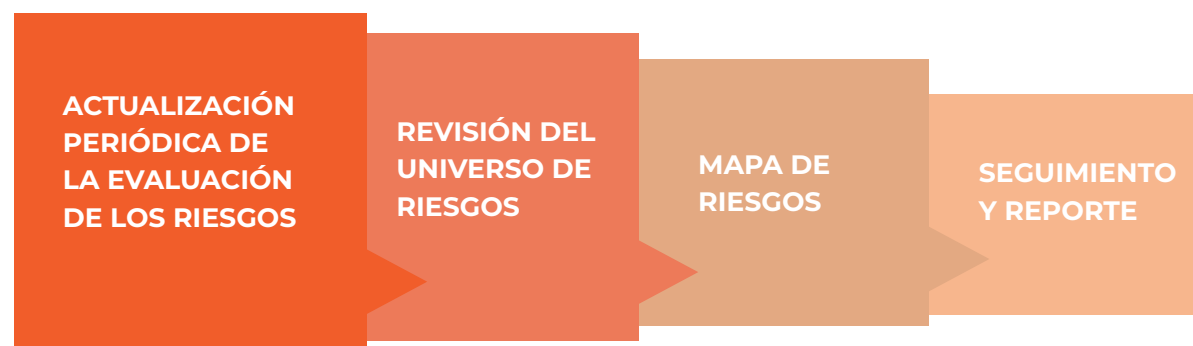 ACTUALIZACIÓN
PERIÓDICA DE
LA EVALUACIÓN
DE LOS RIESGOS
REVISIÓN DEL
UNIVERSO DE
RIESGOS
MAPA DE
RIESGOS
SEGUIMIENTO
Y REPORTE